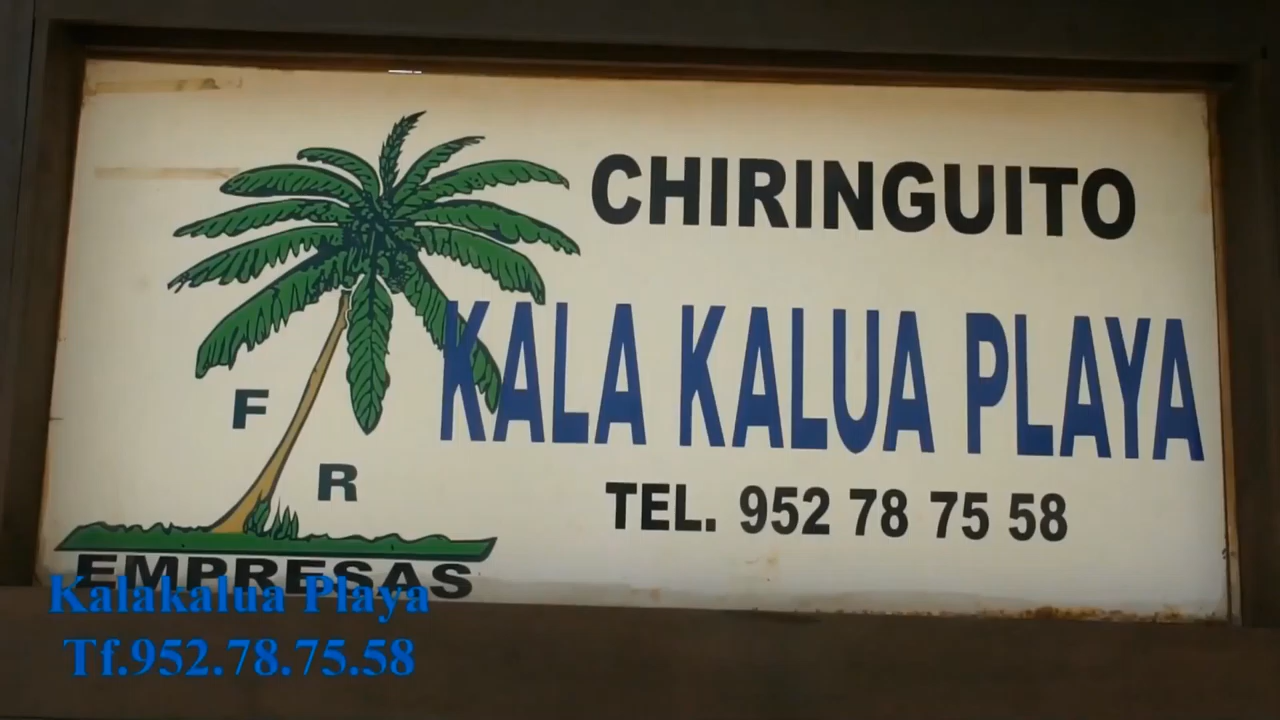 CHIRINGUITO
KALA KALUA PLAYA
F
R
TEL. 952 78 75 58
EMPRESAS
Kalakalua Playa
Tf.952.78.75.58